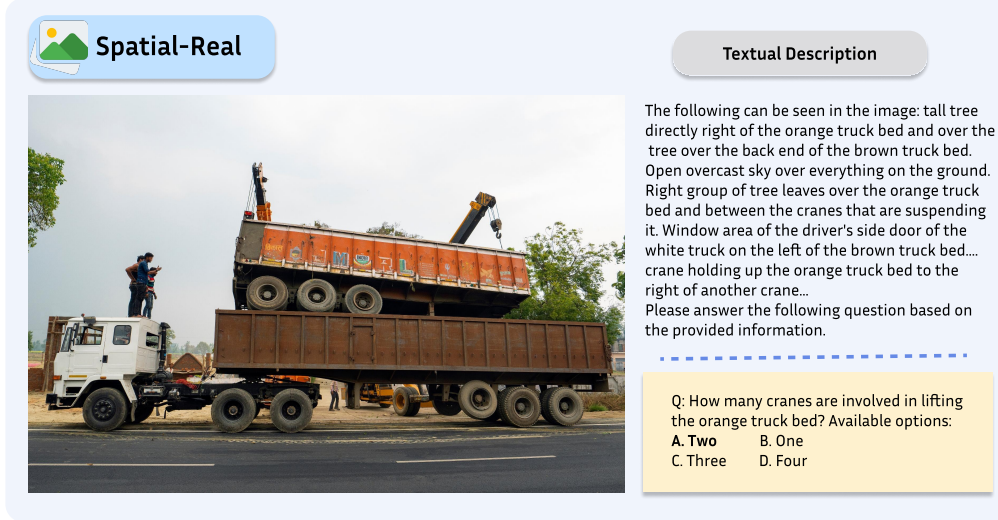 Spatial-Real
Textual Description
The following can be seen in the image: tall tree
directly right of the orange truck bed and over the
tree over the back end of the brown truck bed.
Open overcast sky over everything on the ground.
Right group of tree leaves over the orange truck
bed and between the cranes that are suspending
it. Window area of the driver's side door of the
white truck on the left of the brown truck bed....
crane holding up the orange truck bed to the
right of another crane...
Please answer the following question based on
the provided information.
Q: How many cranes are involved in lifting
the orange truck bed? Available options:
A. Two B. One
C. Three D. Four